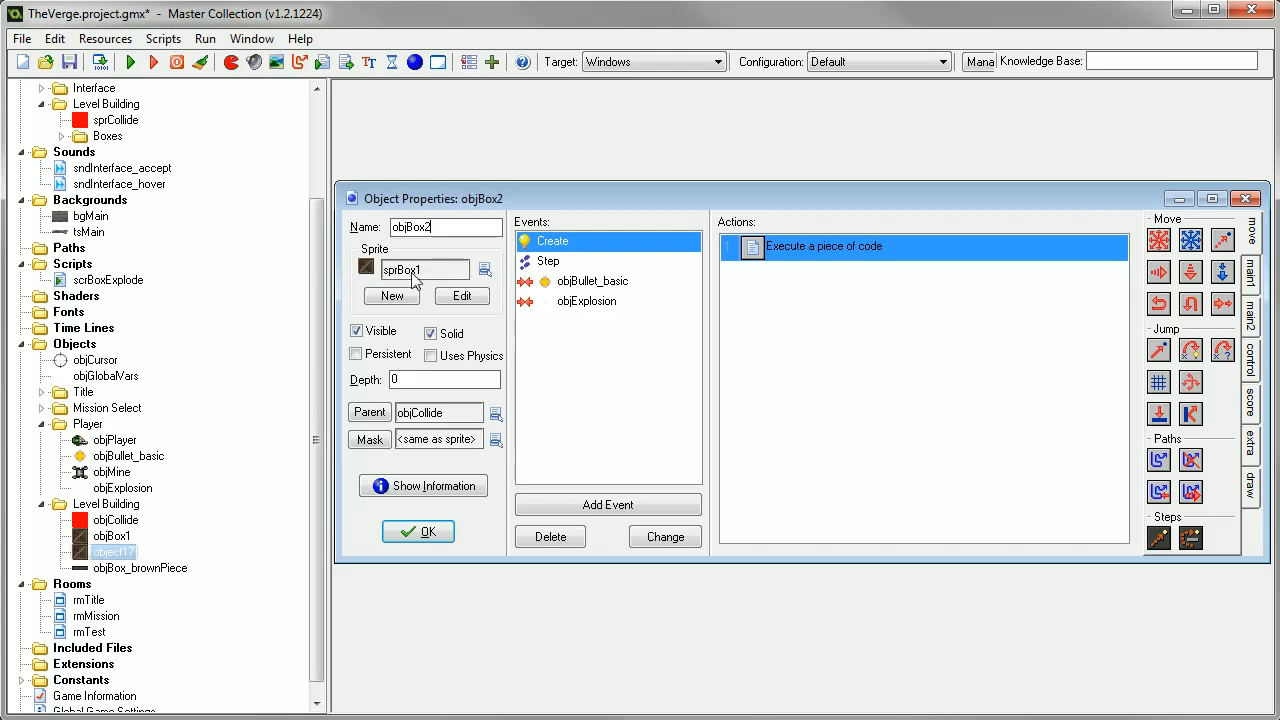 TheVerge.project.gmx* - Master Collection (v1.2.1224)
File Edit Resources Scripts Run Window Help
Target: Windows Configuration: Default Mana Knowledge Base:
Interface
Level Building
sprCollide
Boxes
Sounds
sndInterface_accept
sndInterface_hover
Backgrounds
bgMain
tsMain
Paths
Scripts
scrBoxExplode
Shaders
Fonts
Time Lines
Objects
objCursor
objGlobalVars
Title
Mission Select
Player
objPlayer
objBullet_basic
objMine
objExplosion
Level Building
objCollide
objBox1
object17
objBox_brownPiece
Rooms
rmTitle
rmMission
rmTest
Included Files
Extensions
Constants
Game Information
Global Game Settings
Object Properties: objBox2
Name: objBox2
Sprite
sprBox1
New Edit
Visible Solid
Persistent Uses Physics
Depth: 0
Parent objCollide
Mask <same as sprite>
Show Information
OK
Events:
Create
Step
objBullet_basic
objExplosion
Add Event
Delete Change
Actions:
1 Execute a piece of code
Move
Jump
Paths
Steps
move
main1
main2
control
score
extra
draw